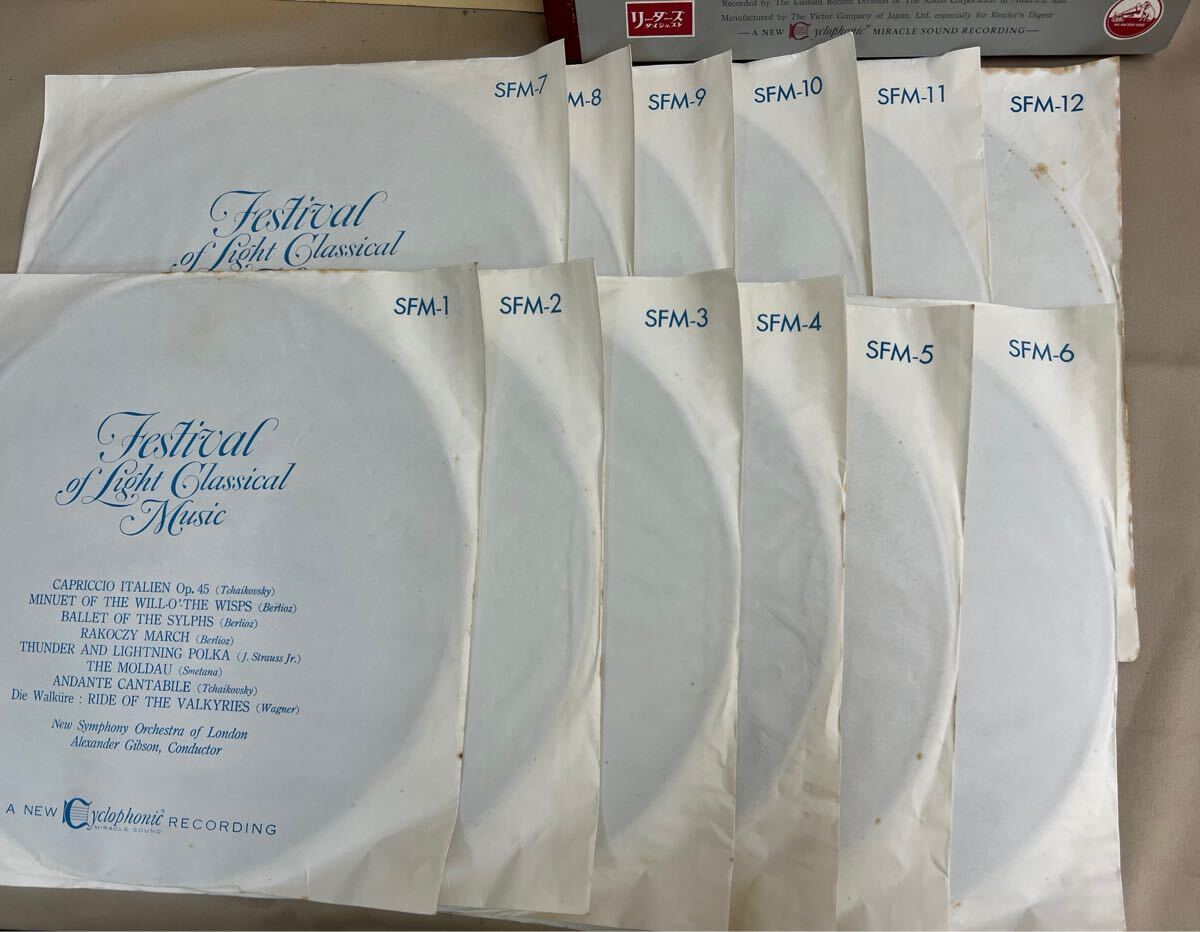 リーダーズ
ダイジェスト
Recorded by The Custom Record Division of The Radio Corporation of America, and
Manufactured by The Victor Company of Japan, Ltd. especially for Reader's Digest
—A NEW Cyclophonic® MIRACLE SOUND RECORDING—
SFM-7
M-8
SFM-9
SFM-10
SFM-11
SFM-12
Festival
of Light Classical
SFM-1
SFM-2
SFM-3
SFM-4
SFM-5
SFM-6
Festival
of Light Classical
Music
CAPRICCIO ITALIEN Op. 45 (Tchaikovsky)
MINUET OF THE WILL-O'-THE WISPS (Berlioz)
BALLET OF THE SYLPHS (Berlioz)
RAKOCZY MARCH (Berlioz)
THUNDER AND LIGHTNING POLKA (J. Strauss Jr.)
THE MOLDAU (Smetana)
ANDANTE CANTABILE (Tchaikovsky)
Die Walküre : RIDE OF THE VALKYRIES (Wagner)
New Symphony Orchestra of London
Alexander Gibson, Conductor
A NEW Cyclophonic® RECORDING
MIRACLE SOUND